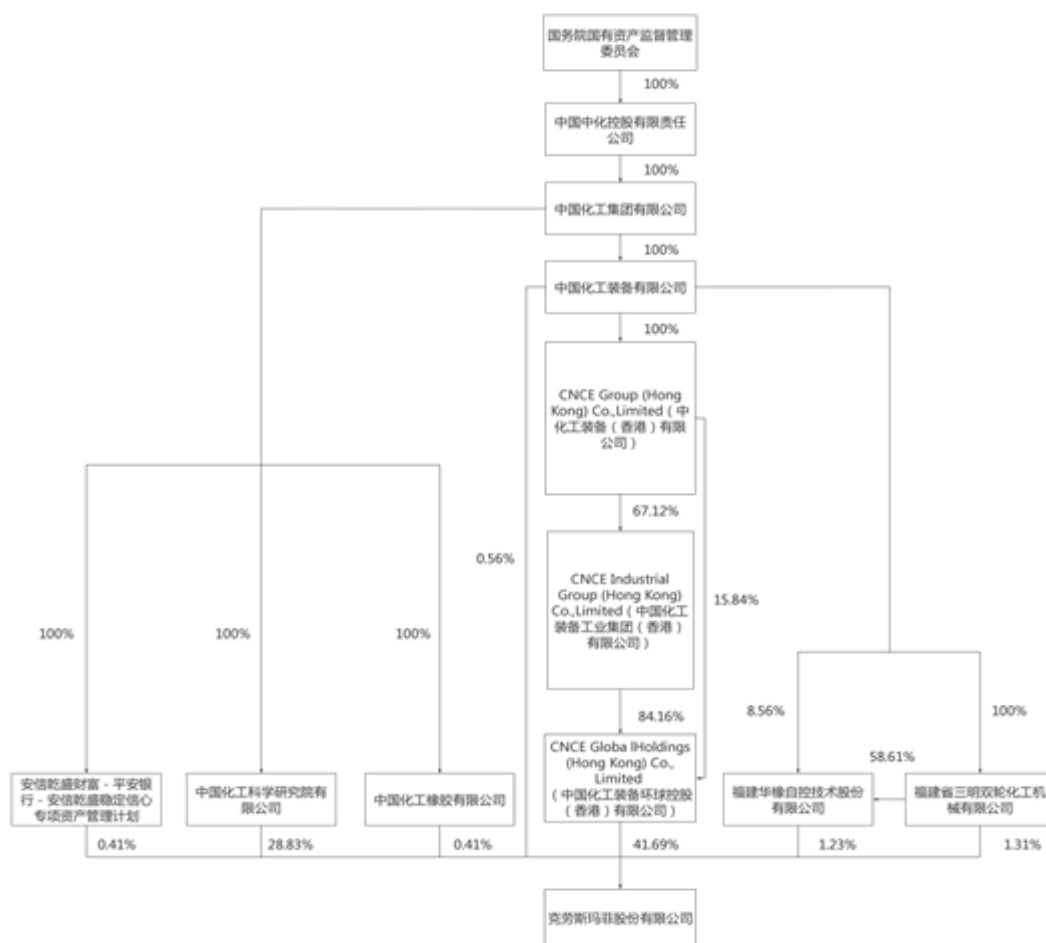 国务院国有资产监督管理
委员会
100%
中国中化控股有限责任
公司
100%
中国化工集团有限公司
100%
中国化工装备有限公司
100%
CNCE Group (Hong
Kong) Co.,Limited（中
化工装备（香港）有限
公司）
67.12%
0.56%
CNCE Industrial
Group (Hong Kong)
Co.,Limited（中国化工
装备工业集团（香港）
有限公司）
15.84%
100%
100%
100%
84.16%
8.56%
100%
58.61%
安信乾盛财富－平安银
行－安信乾盛稳定信心
专项资产管理计划
中国化工科学研究院有
限公司
中国化工橡胶有限公司
CNCE Globa lHoldings
(Hong Kong) Co.,
Limited
（中国化工装备环球控股
（香港）有限公司）
福建华橡自控技术股份
有限公司
福建省三明双轮化工机
械有限公司
0.41%
28.83%
0.41%
41.69%
1.23%
1.31%
克劳斯玛菲股份有限公司